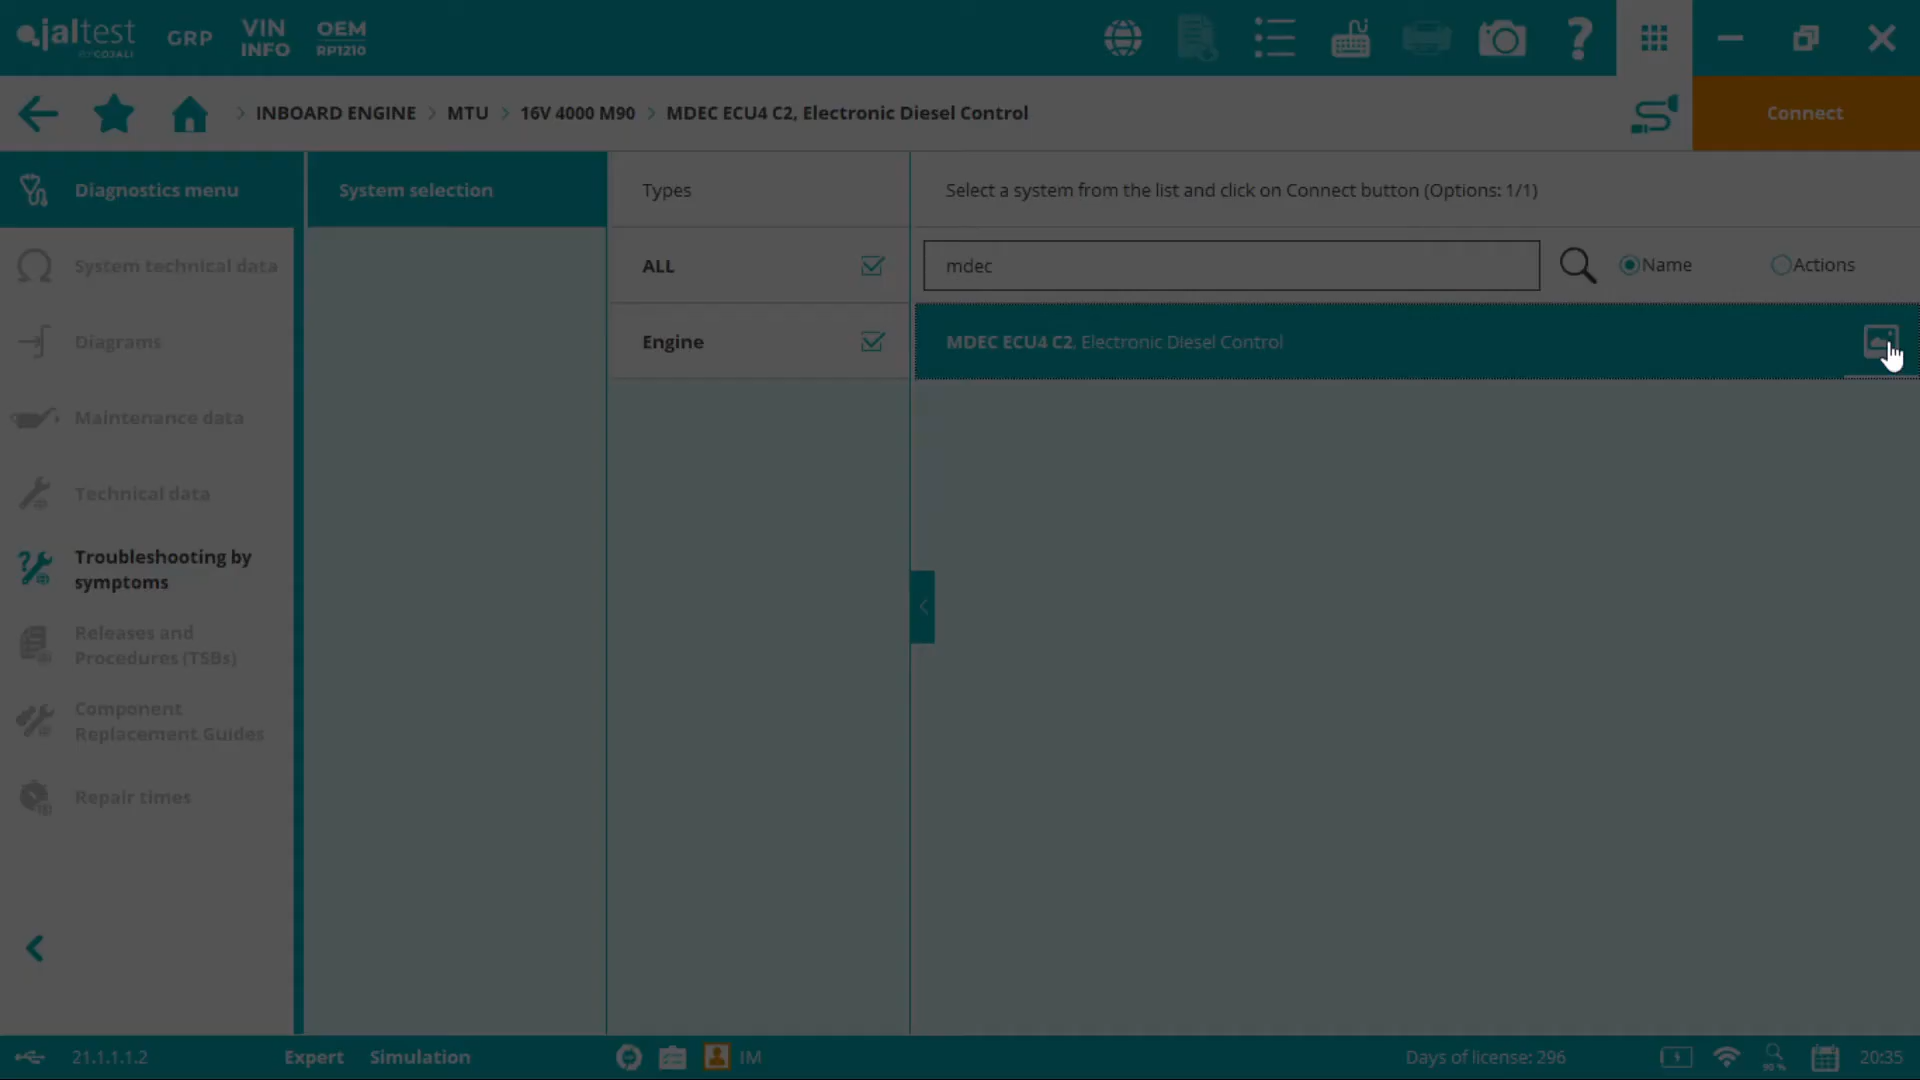 jaltest
BY COJALI
GRP
VIN
INFO
OEM
RP1210
INBOARD ENGINE
MTU
16V 4000 M90
MDEC ECU4 C2, Electronic Diesel Control
Connect
Diagnostics menu
System selection
Types
Select a system from the list and click on Connect button (Options: 1/1)
System technical data
ALL
mdec
Name
Actions
Diagrams
Engine
MDEC ECU4 C2, Electronic Diesel Control
Maintenance data
Technical data
Troubleshooting by
symptoms
Releases and
Procedures (TSBs)
Component
Replacement Guides
Repair times
21.1.1.1.2
Expert
Simulation
IM
Days of license: 296
90 %
20:35